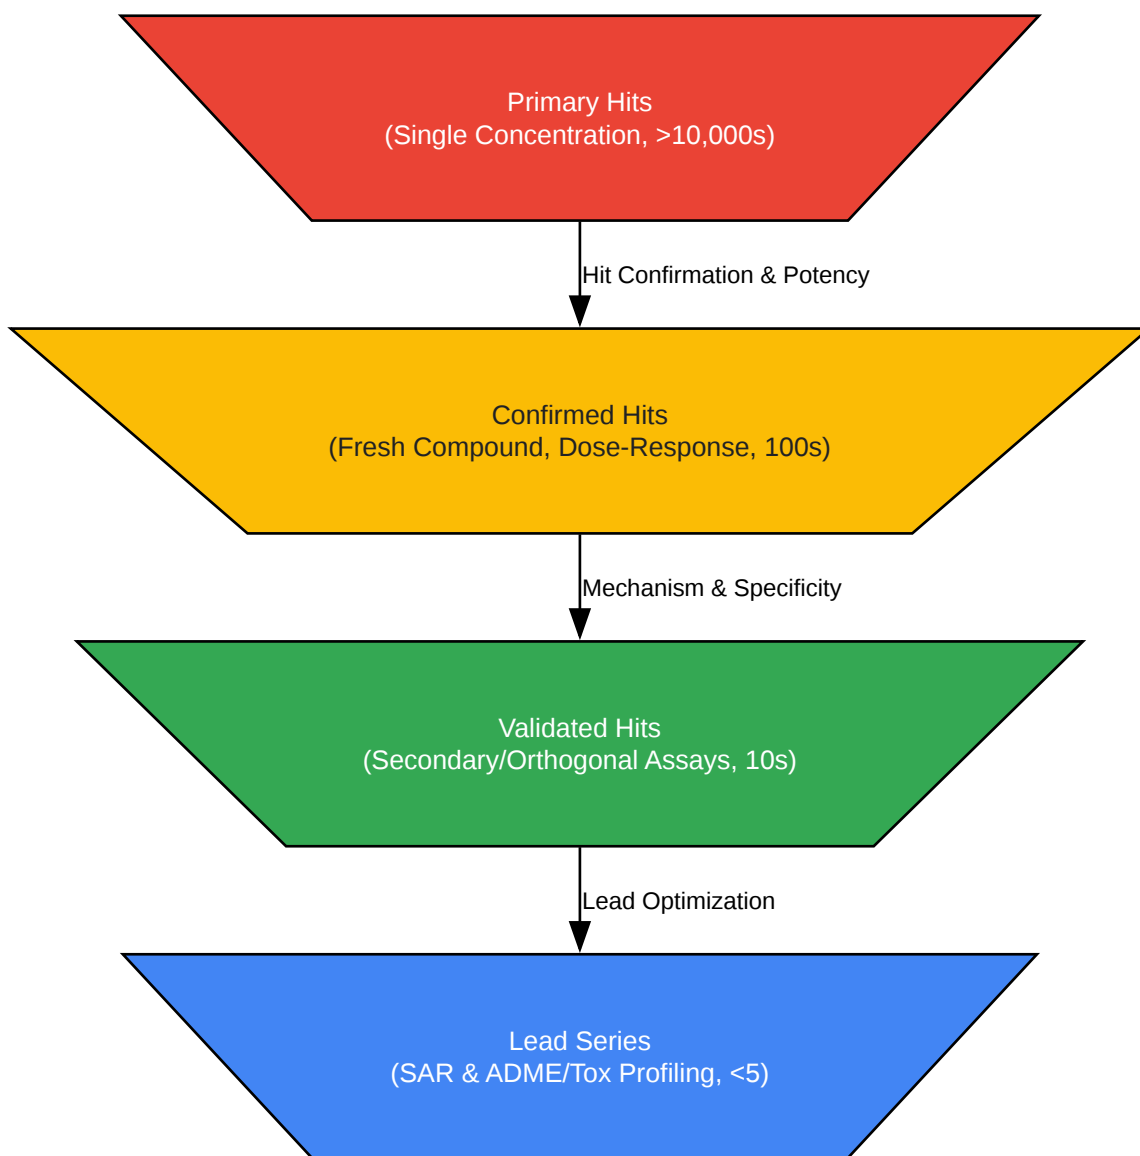 Primary Hits
(Single Concentration, >10,000s)
Hit Confirmation & Potency
Confirmed Hits
(Fresh Compound, Dose-Response, 100s)
Mechanism & Specificity
Validated Hits
(Secondary/Orthogonal Assays, 10s)
Lead Optimization
Lead Series
(SAR & ADME/Tox Profiling, <5)